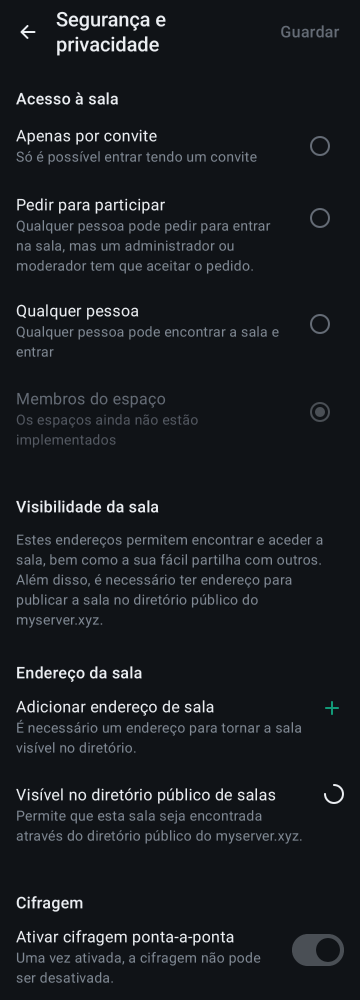 Segurança e
privacidade
Guardar
Acesso à sala
Apenas por convite
Só é possível entrar tendo um convite
Pedir para participar
Qualquer pessoa pode pedir para entrar
na sala, mas um administrador ou
moderador tem que aceitar o pedido.
Qualquer pessoa
Qualquer pessoa pode encontrar a sala e
entrar
Membros do espaço
Os espaços ainda não estão
implementados
Visibilidade da sala
Estes endereços permitem encontrar e aceder a
sala, bem como a sua fácil partilha com outros.
Além disso, é necessário ter endereço para
publicar a sala no diretório público do
myserver.xyz.
Endereço da sala
Adicionar endereço de sala
É necessário um endereço para tornar a sala
visível no diretório.
Visível no diretório público de salas
Permite que esta sala seja encontrada
através do diretório público do myserver.xyz.
Cifragem
Ativar cifragem ponta-a-ponta
Uma vez ativada, a cifragem não pode
ser desativada.